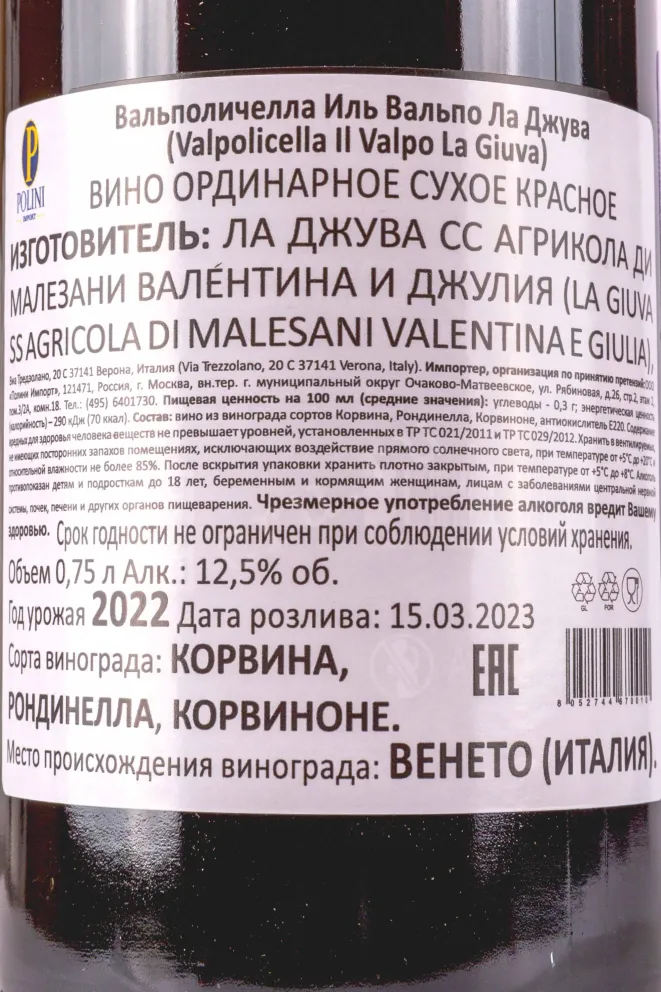 POLINI
IMPORT
Вальполичелла Иль Вальпо Ла Джува
(Valpolicella Il Valpo La Giuva)
ВИНО ОРДИНАРНОЕ СУХОЕ КРАСНОЕ
ИЗГОТОВИТЕЛЬ: ЛА ДЖУВА СС АГРИКОЛА ДИ
МАЛЕЗАНИ ВАЛЕ́НТИНА И ДЖУЛИЯ (LA GIUVA
SS AGRICOLA DI MALESANI VALENTINA E GIULIA),
Виа Тредзолано, 20 С 37141 Верона, Италия (Via Trezzolano, 20 C 37141 Verona, Italy). Импортер, организация по принятию претензий: ООО
«Полини Импорт», 121471, Россия, г. Москва, вн.тер. г. муниципальный округ Очаково-Матвеевское, ул. Рябиновая, д.26, стр.2, этаж 2,
пом.3/2А, комн.18. Тел.: (495) 6401730. Пищевая ценность на 100 мл (средние значения): углеводы - 0,3 г; энергетическая ценность
(калорийность) – 290 кДж (70 ккал). Состав: вино из винограда сортов Корвина, Рондинелла, Корвиноне, антиокислитель Е220. Содержание
вредных для здоровья человека веществ не превышает уровней, установленных в ТР ТС 021/2011 и ТР ТС 029/2012. Хранить в вентилируемых,
не имеющих посторонних запахов помещениях, исключающих воздействие прямого солнечного света, при температуре от +5°С до +20°С и
относительной влажности не более 85%. После вскрытия упаковки хранить плотно закрытым, при температуре от +5°С до +8°С. Алкоголь
противопоказан детям и подросткам до 18 лет, беременным и кормящим женщинам, лицам с заболеваниями центральной нервной
системы, почек, печени и других органов пищеварения. Чрезмерное употребление алкоголя вредит Вашему
здоровью. Срок годности не ограничен при соблюдении условий хранения.
Объем 0,75 л Алк.: 12,5% об.
GL POR
Год урожая 2022 Дата розлива: 15.03.2023
Сорта винограда: КОРВИНА,
ЕАС
РОНДИНЕЛЛА, КОРВИНОНЕ.
Место происхождения винограда: ВЕНЕТО (ИТАЛИЯ).